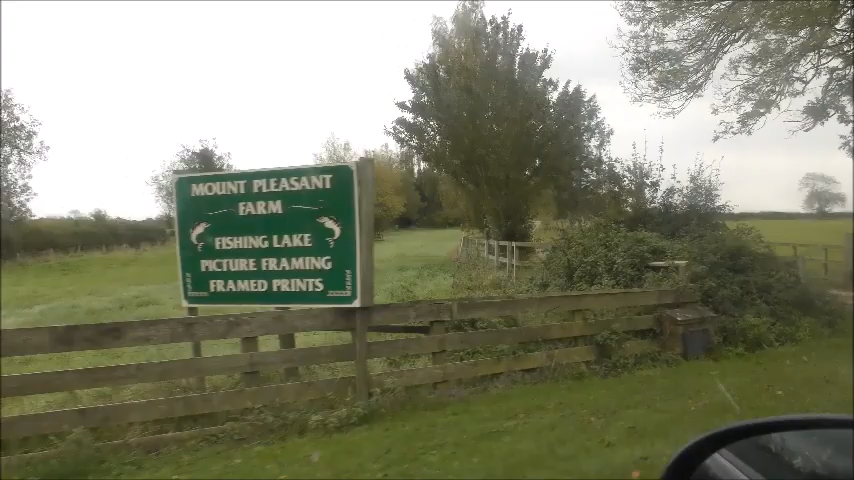 MOUNT PLEASANT
FARM
FISHING LAKE
PICTURE FRAMING
FRAMED PRINTS